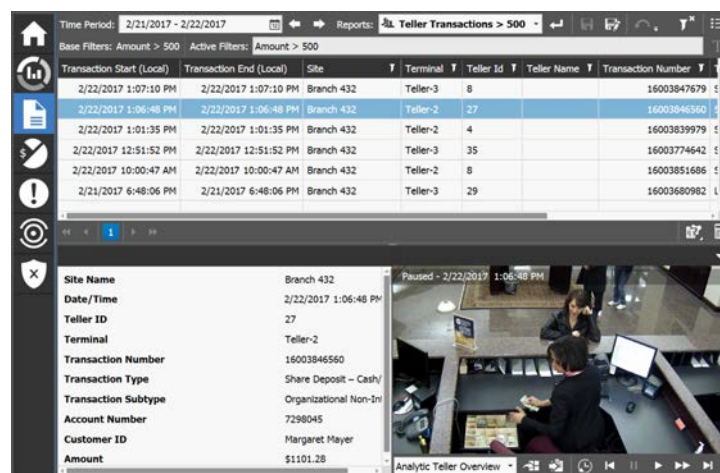 Time Period: 2/21/2017 - 2/22/2017 Reports: Teller Transactions > 500
Base Filters: Amount > 500 Active Filters: Amount > 500
Transaction Start (Local) Transaction End (Local) Site Terminal Teller Id Teller Name Transaction Number
2/22/2017 1:07:10 PM 2/22/2017 1:07:10 PM Branch 432 Teller-3 8 16003847679
2/22/2017 1:06:48 PM 2/22/2017 1:06:48 PM Branch 432 Teller-2 27 16003846560
2/22/2017 1:01:35 PM 2/22/2017 1:01:35 PM Branch 432 Teller-2 4 16003839979
2/22/2017 12:51:52 PM 2/22/2017 12:51:52 PM Branch 432 Teller-3 35 16003774642
2/22/2017 10:00:47 AM 2/22/2017 10:00:47 AM Branch 432 Teller-2 8 16003851686
2/21/2017 6:48:06 PM 2/21/2017 6:48:06 PM Branch 432 Teller-3 29 16003680982
1
Site Name Branch 432
Date/Time 2/22/2017 1:06:48 PM
Teller ID 27
Terminal Teller-2
Transaction Number 16003846560
Transaction Type Share Deposit – Cash/
Transaction Subtype Organizational Non-Int
Account Number 7298045
Customer ID Margaret Mayer
Amount $1101.28
Paused - 2/22/2017 1:06:48 PM
Analytic Teller Overview